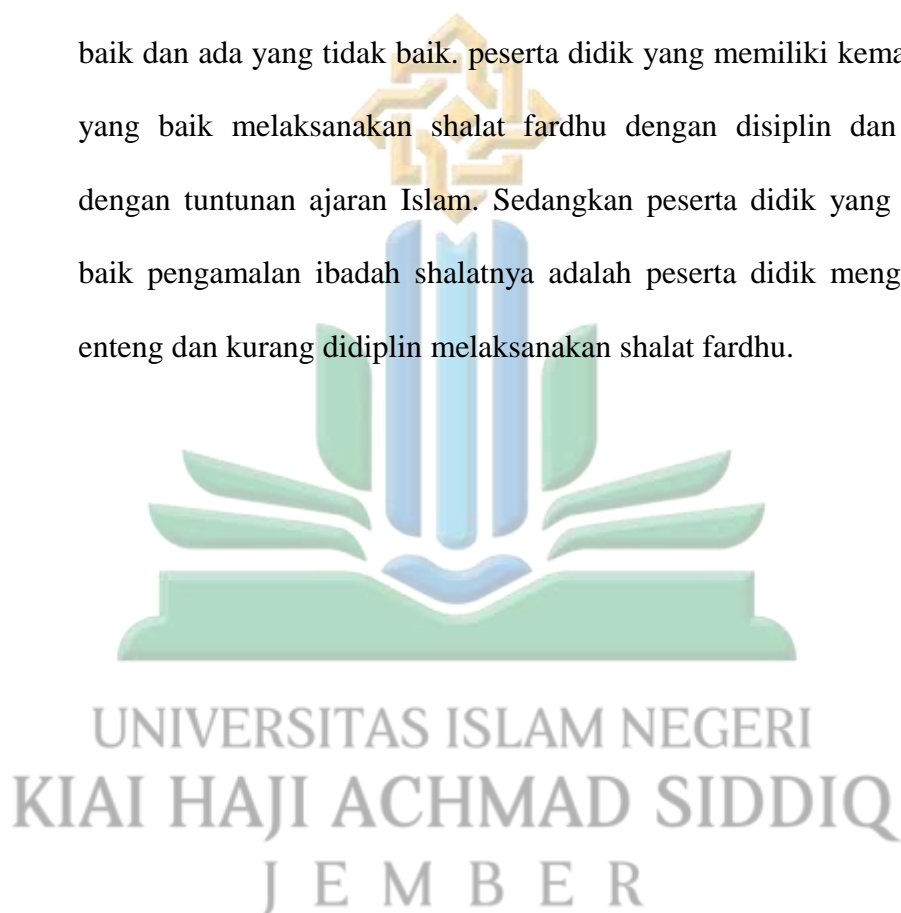 baik dan ada yang tidak baik. peserta didik yang memiliki
yang baik melaksanakan shalat fardhu dengan disiplin dan
dengan tuntunan ajaran Islam. Sedangkan peserta didik yang
baik pengamalan ibadah shalatnya adalah peserta didik
enteng dan kurang didiplin melaksanakan shalat fardhu.
UNIVERSITAS ISLAM NEGERI
KIAI HAJI ACHMAD SIDDIQ
JEMBER